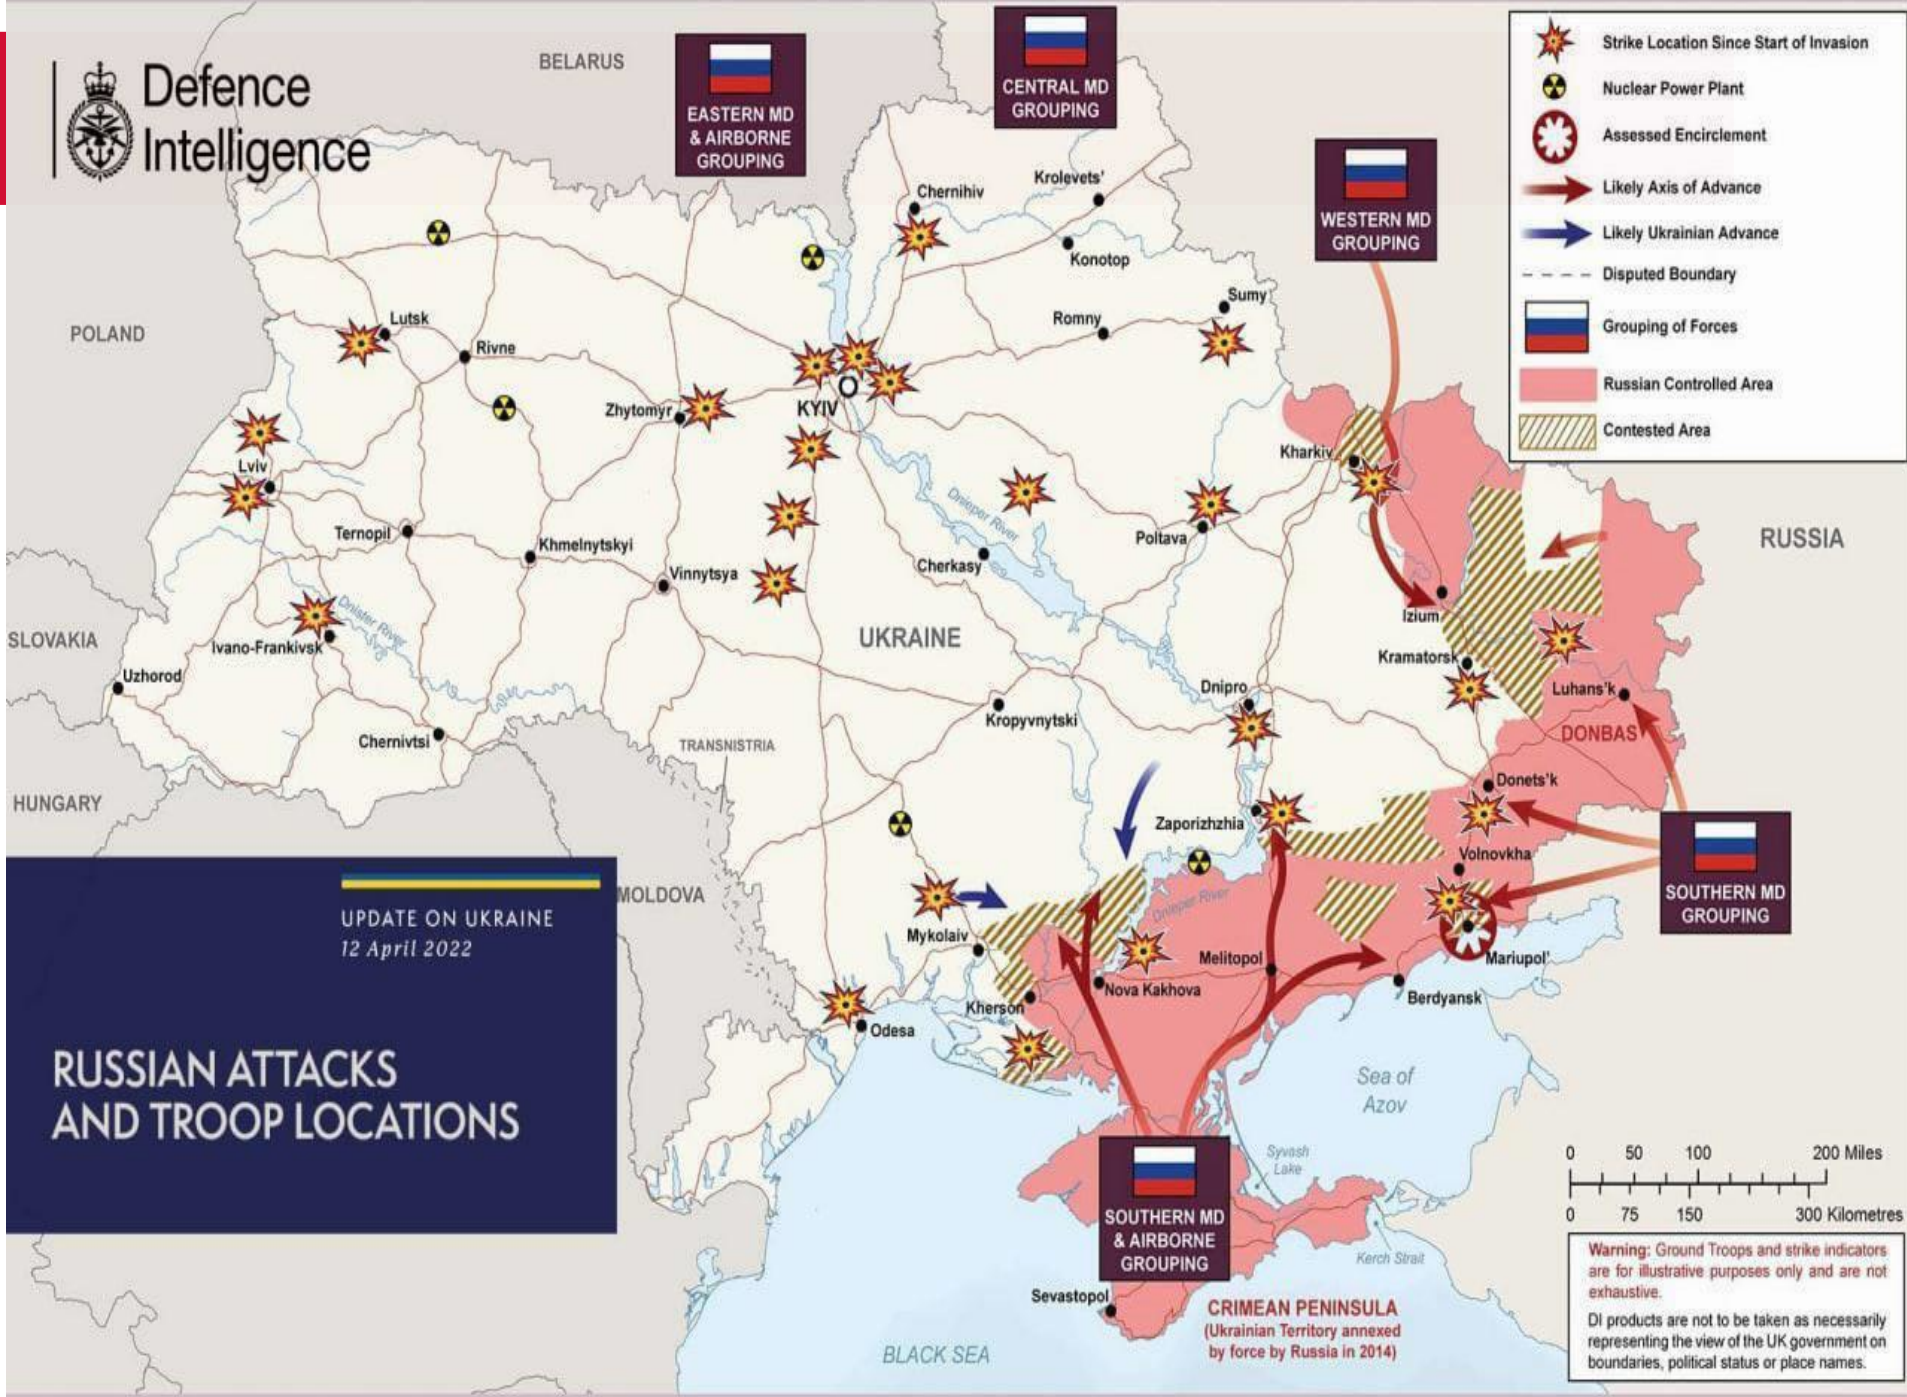 Defence
Intelligence
BELARUS
EASTERN MD
& AIRBORNE
GROUPING
CENTRAL MD
GROUPING
WESTERN MD
GROUPING
Strike Location Since Start of Invasion
Nuclear Power Plant
Assessed Encirclement
Likely Axis of Advance
Likely Ukrainian Advance
Disputed Boundary
Grouping of Forces
Russian Controlled Area
Contested Area
Chernihiv
Krolevets'
Konotop
Sumy
Romny
POLAND
Lutsk
Rivne
Zhytomyr
KYIV
Kharkiv
Lviv
Ternopil
Khmelnytskyi
Vinnytsya
Dnieper River
Cherkasy
Poltava
RUSSIA
Izium
SLOVAKIA
Ivano-Frankivsk
Dnister River
UKRAINE
Kramatorsk
Uzhorod
Luhans'k
Dnipro
Kropyvnytski
DONBAS
Chernivtsi
TRANSNISTRIA
HUNGARY
Donets'k
Zaporizhzhia
Volnovkha
MOLDOVA
Dnieper River
SOUTHERN MD
GROUPING
Mykolaiv
Melitopol
Mariupol'
Nova Kakhova
Berdyansk
Kherson
Odesa
UPDATE ON UKRAINE
12 April 2022
RUSSIAN ATTACKS
AND TROOP LOCATIONS
Sea of
Azov
Syvash
Lake
SOUTHERN MD
& AIRBORNE
GROUPING
Kerch Strait
Sevastopol
CRIMEAN PENINSULA
(Ukrainian Territory annexed
by force by Russia in 2014)
BLACK SEA
0 50 100 200 Miles
0 75 150 300 Kilometres
Warning: Ground Troops and strike indicators
are for illustrative purposes only and are not
exhaustive.
DI products are not to be taken as necessarily
representing the view of the UK government on
boundaries, political status or place names.